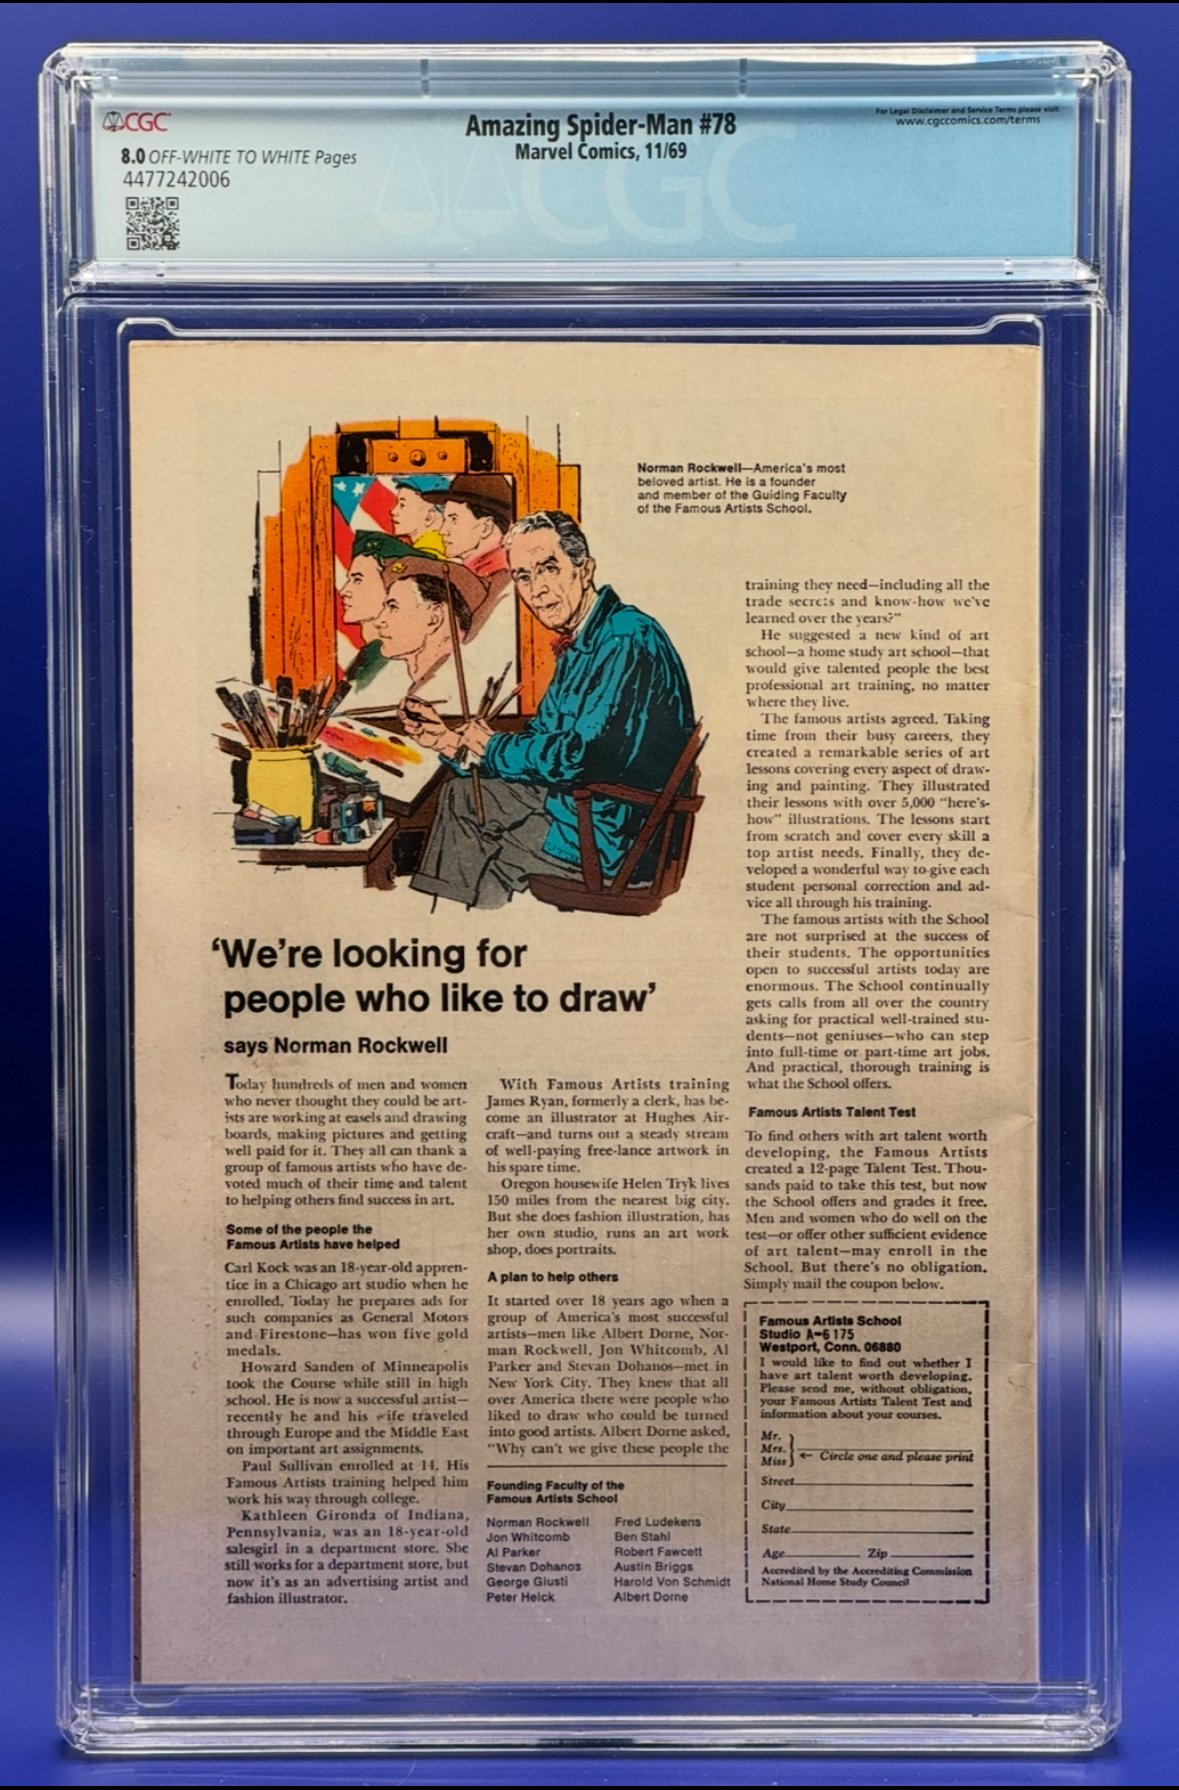 CGC
8.0 OFF-WHITE TO WHITE Pages
4477242006
Amazing Spider-Man #78
Marvel Comics, 11/69
For Legal Disclaimer and Service Terms please visit:
www.cgccomics.com/terms
CGC
Norman Rockwell—America's most
beloved artist. He is a founder
and member of the Guiding Faculty
of the Famous Artists School.
'We're looking for
people who like to draw'
says Norman Rockwell
Today hundreds of men and women
who never thought they could be art-
ists are working at easels and drawing
boards, making pictures and getting
well paid for it. They all can thank a
group of famous artists who have de-
voted much of their time and talent
to helping others find success in art.
Some of the people the
Famous Artists have helped
Carl Kock was an 18-year-old appren-
tice in a Chicago art studio when he
enrolled. Today he prepares ads for
such companies as General Motors
and Firestone—has won five gold
medals.
Howard Sanden of Minneapolis
took the Course while still in high
school. He is now a successful artist—
recently he and his wife traveled
through Europe and the Middle East
on important art assignments.
Paul Sullivan enrolled at 14. His
Famous Artists training helped him
work his way through college.
Kathleen Gironda of Indiana,
Pennsylvania, was an 18-year-old
salesgirl in a department store. She
still works for a department store, but
now it's as an advertising artist and
fashion illustrator.
With Famous Artists training
James Ryan, formerly a clerk, has be-
come an illustrator at Hughes Air-
craft—and turns out a steady stream
of well-paying free-lance artwork in
his spare time.
Oregon housewife Helen Tryk lives
150 miles from the nearest big city.
But she does fashion illustration, has
her own studio, runs an art work
shop, does portraits.
A plan to help others
It started over 18 years ago when a
group of America's most successful
artists—men like Albert Dorne, Nor-
man Rockwell, Jon Whitcomb, Al
Parker and Stevan Dohanos—met in
New York City. They knew that all
over America there were people who
liked to draw who could be turned
into good artists. Albert Dorne asked,
"Why can't we give these people the
Founding Faculty of the
Famous Artists School
Norman Rockwell
Jon Whitcomb
Al Parker
Stevan Dohanos
George Giusti
Peter Helck
Fred Ludekens
Ben Stahl
Robert Fawcett
Austin Briggs
Harold Von Schmidt
Albert Dorne
training they need—including all the
trade secrets and know-how we've
learned over the years?"
He suggested a new kind of art
school—a home study art school—that
would give talented people the best
professional art training, no matter
where they live.
The famous artists agreed. Taking
time from their busy careers, they
created a remarkable series of art
lessons covering every aspect of draw-
ing and painting. They illustrated
their lessons with over 5,000 "here's-
how" illustrations. The lessons start
from scratch and cover every skill a
top artist needs. Finally, they de-
veloped a wonderful way to give each
student personal correction and ad-
vice all through his training.
The famous artists with the School
are not surprised at the success of
their students. The opportunities
open to successful artists today are
enormous. The School continually
gets calls from all over the country
asking for practical well-trained stu-
dents—not geniuses—who can step
into full-time or part-time art jobs.
And practical, thorough training is
what the School offers.
Famous Artists Talent Test
To find others with art talent worth
developing, the Famous Artists
created a 12-page Talent Test. Thou-
sands paid to take this test, but now
the School offers and grades it free.
Men and women who do well on the
test—or offer other sufficient evidence
of art talent—may enroll in the
School. But there's no obligation.
Simply mail the coupon below.
Famous Artists School
Studio A-6175
Westport, Conn. 06880
I would like to find out whether I
have art talent worth developing.
Please send me, without obligation,
your Famous Artists Talent Test and
information about your courses.
Mr.
Mrs.
Miss
← Circle one and please print
Street
City
State
Age Zip
Accredited by the Accrediting Commission
National Home Study Council